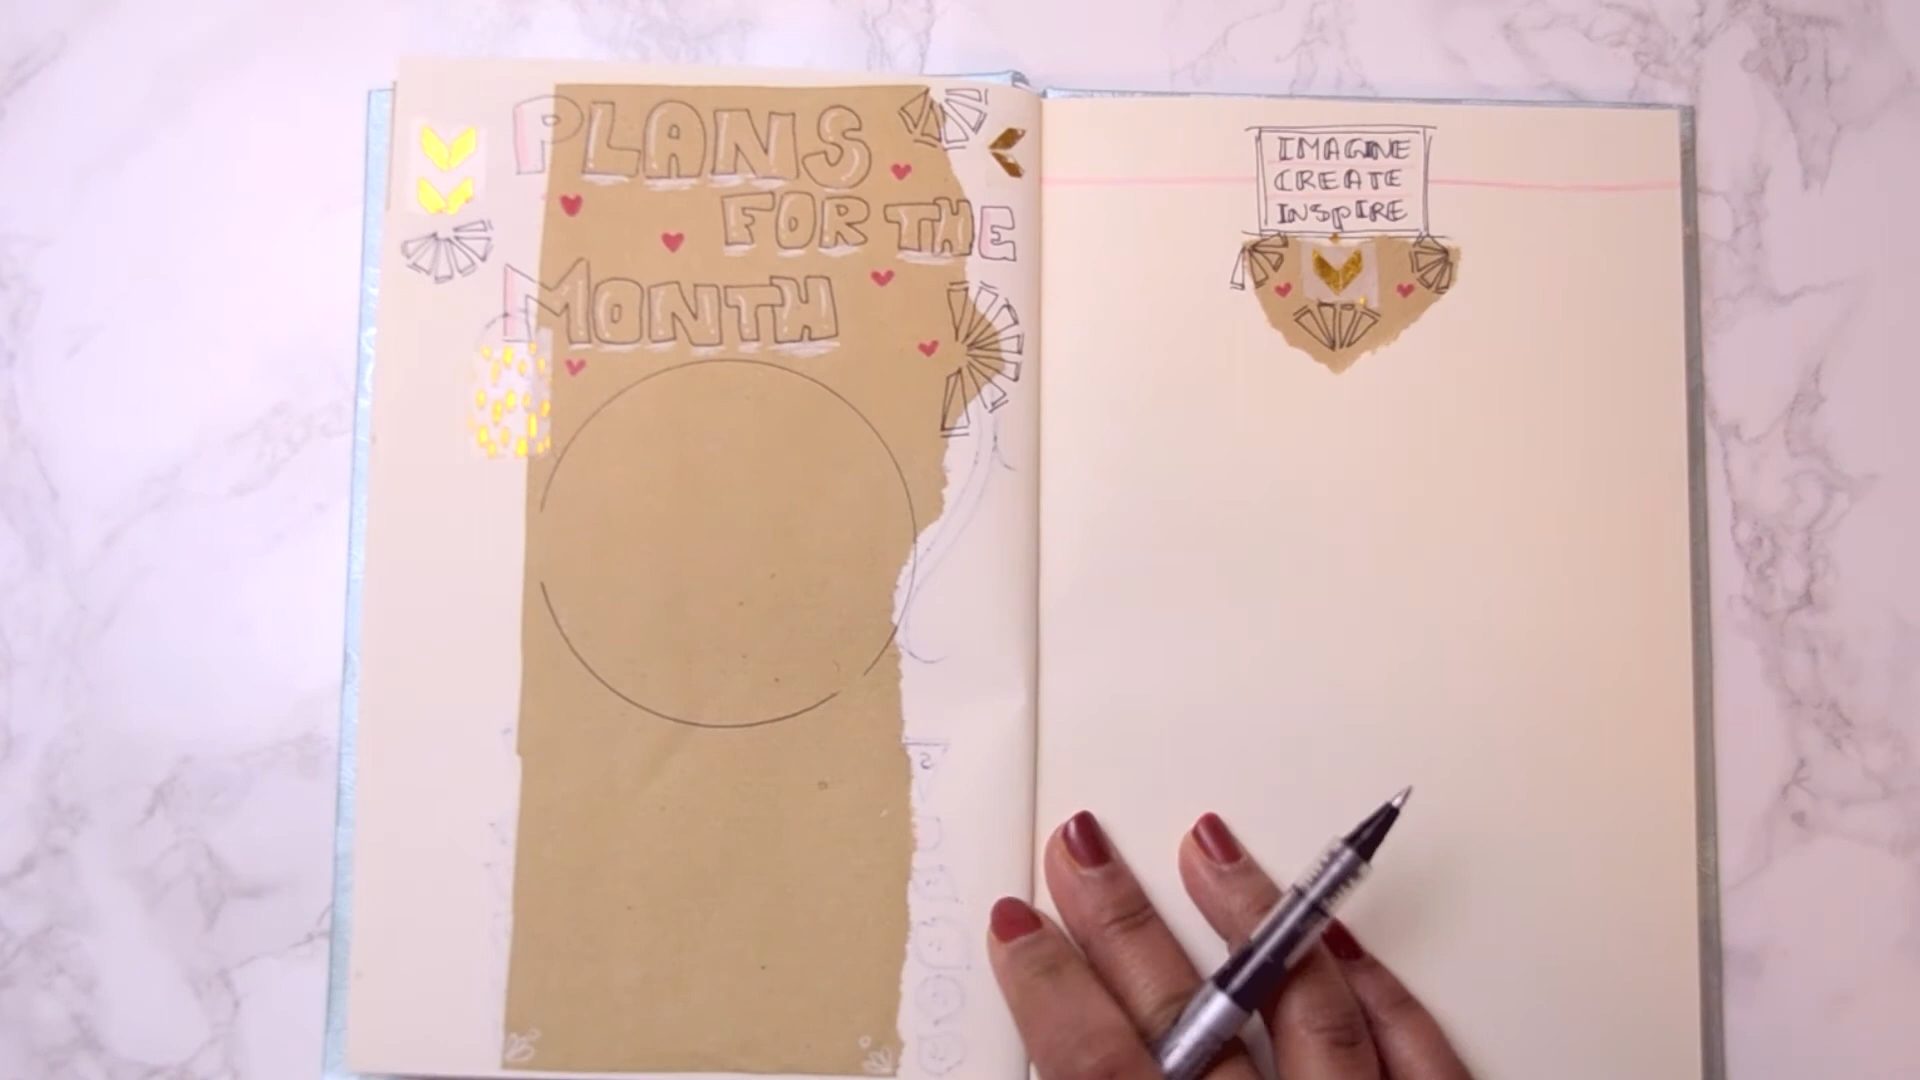 PLANS
FOR THE
MONTH
IMAGINE
CREATE
INSPIRE